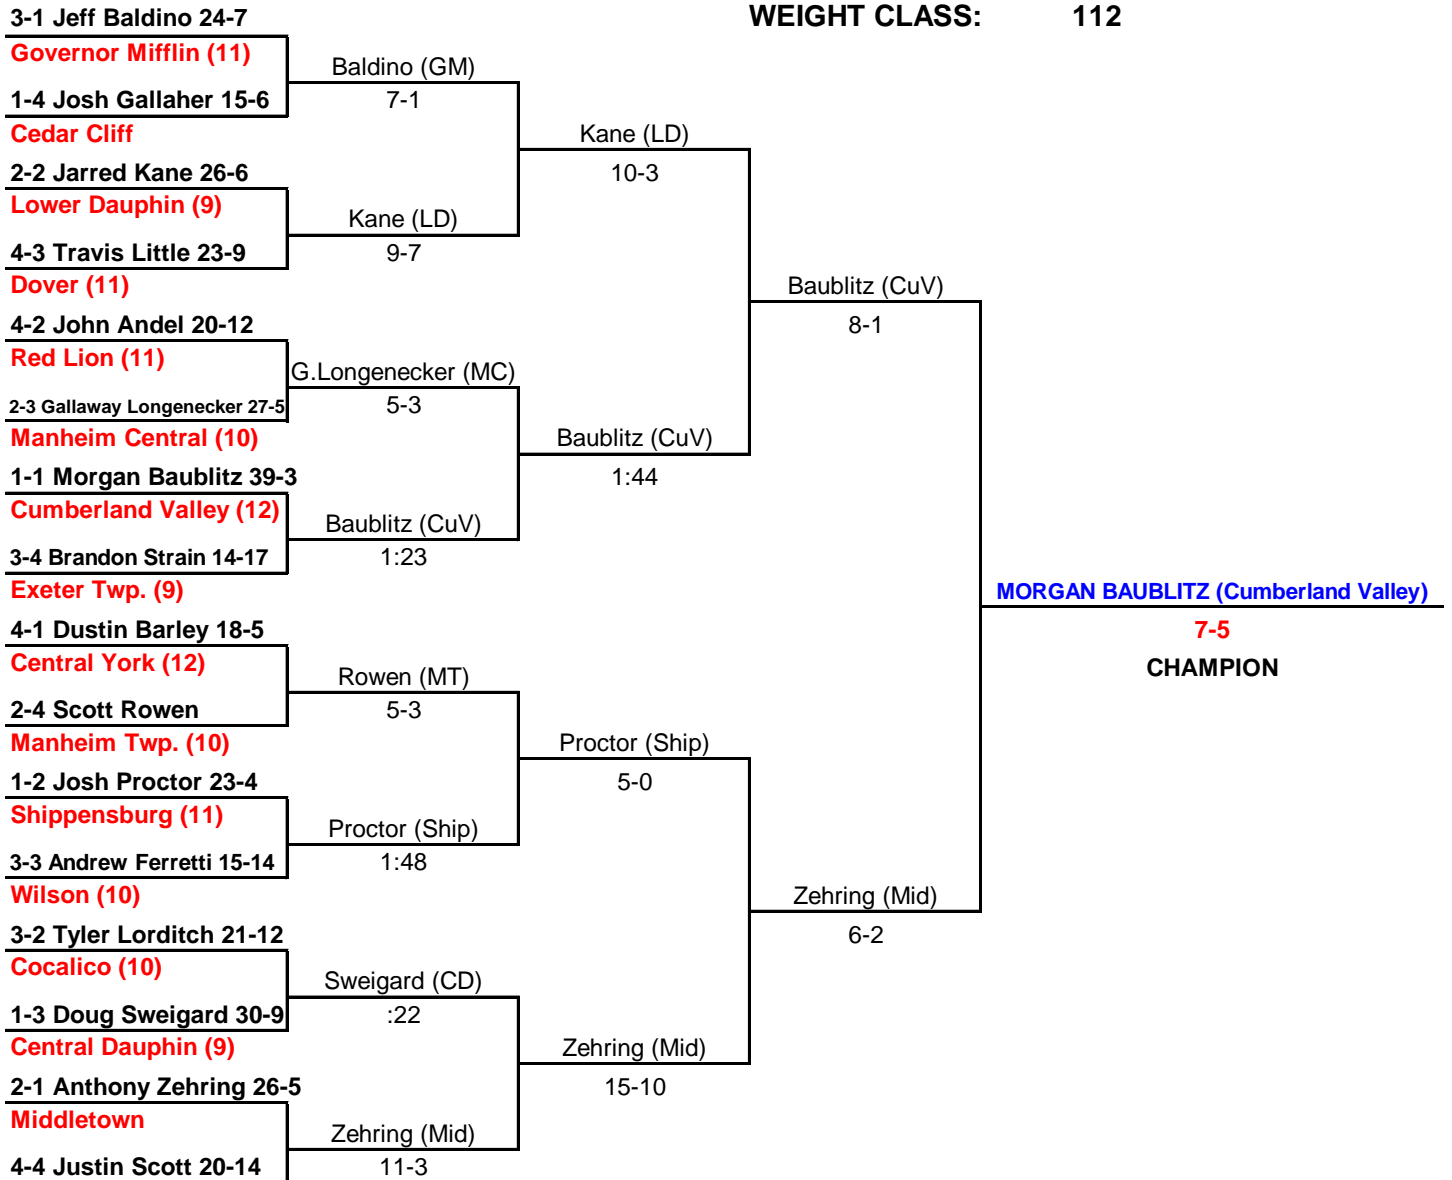 3-1 Jeff Baldino 24-7
WEIGHT CLASS: 112
Governor Mifflin (11)
Baldino (GM)
1-4 Josh Gallaher 15-6
7-1
Cedar Cliff
Kane (LD)
2-2 Jarred Kane 26-6
10-3
Lower Dauphin (9)
Kane (LD)
4-3 Travis Little 23-9
9-7
Dover (11)
Baublitz (CuV)
4-2 John Andel 20-12
8-1
Red Lion (11)
G.Longenecker (MC)
2-3 Gallaway Longenecker 27-5
5-3
Manheim Central (10)
Baublitz (CuV)
1-1 Morgan Baublitz 39-3
1:44
Cumberland Valley (12)
Baublitz (CuV)
3-4 Brandon Strain 14-17
1:23
Exeter Twp. (9)
MORGAN BAUBLITZ (Cumberland Valley)
4-1 Dustin Barley 18-5
7-5
Central York (12)
CHAMPION
Rowen (MT)
2-4 Scott Rowen
5-3
Manheim Twp. (10)
Proctor (Ship)
1-2 Josh Proctor 23-4
5-0
Shippensburg (11)
Proctor (Ship)
3-3 Andrew Ferretti 15-14
1:48
Wilson (10)
Zehring (Mid)
3-2 Tyler Lorditch 21-12
6-2
Cocalico (10)
Sweigard (CD)
1-3 Doug Sweigard 30-9
:22
Central Dauphin (9)
Zehring (Mid)
2-1 Anthony Zehring 26-5
15-10
Middletown
Zehring (Mid)
4-4 Justin Scott 20-14
11-3